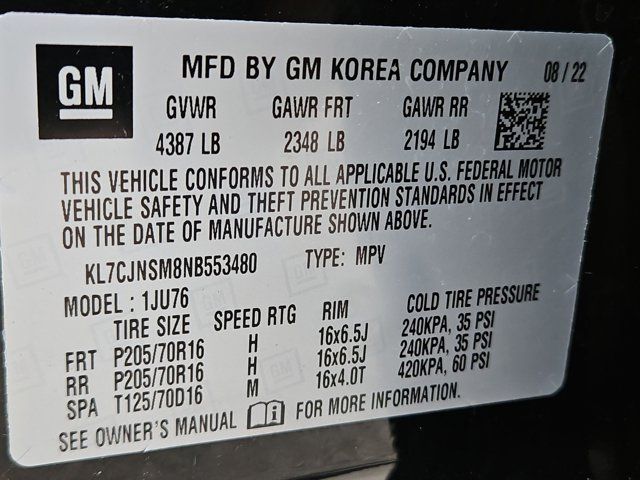 GM MFD BY GM KOREA COMPANY 08 / 22
GVWR GAWR FRT GAWR RR
4387 LB 2348 LB 2194 LB
THIS VEHICLE CONFORMS TO ALL APPLICABLE U.S. FEDERAL MOTOR
VEHICLE SAFETY AND THEFT PREVENTION STANDARDS IN EFFECT
ON THE DATE OF MANUFACTURE SHOWN ABOVE.
KL7CJNSM8NB553480 TYPE: MPV
MODEL : 1JU76
TIRE SIZE SPEED RTG RIM COLD TIRE PRESSURE
FRT P205/70R16 H 16x6.5J 240KPA, 35 PSI
RR P205/70R16 H 16x6.5J 240KPA, 35 PSI
SPA T125/70D16 M 16x4.0T 420KPA, 60 PSI
SEE OWNER'S MANUAL FOR MORE INFORMATION.